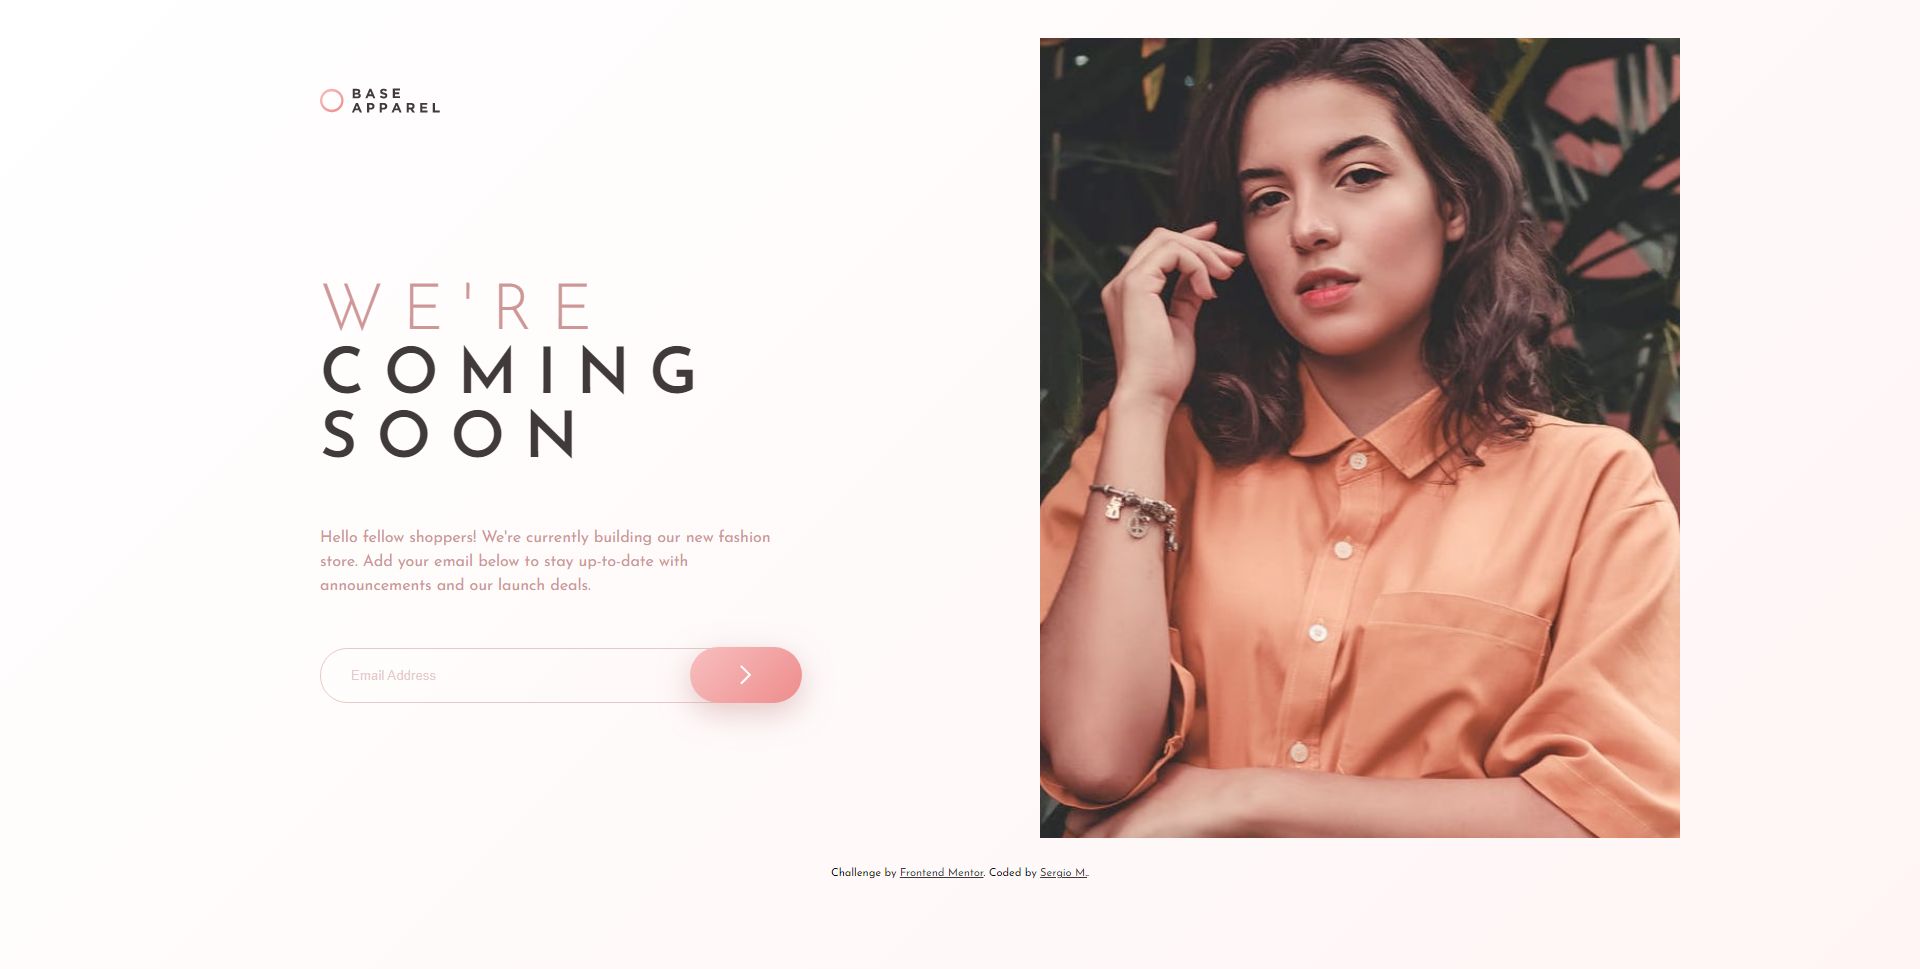 BASE
APPAREL
WE'RE
COMING
SOON
Hello fellow shoppers! We're currently building our new fashion
store. Add your email below to stay up-to-date with
announcements and our launch deals.
Email Address
Challenge by Frontend Mentor. Coded by Sergio M..